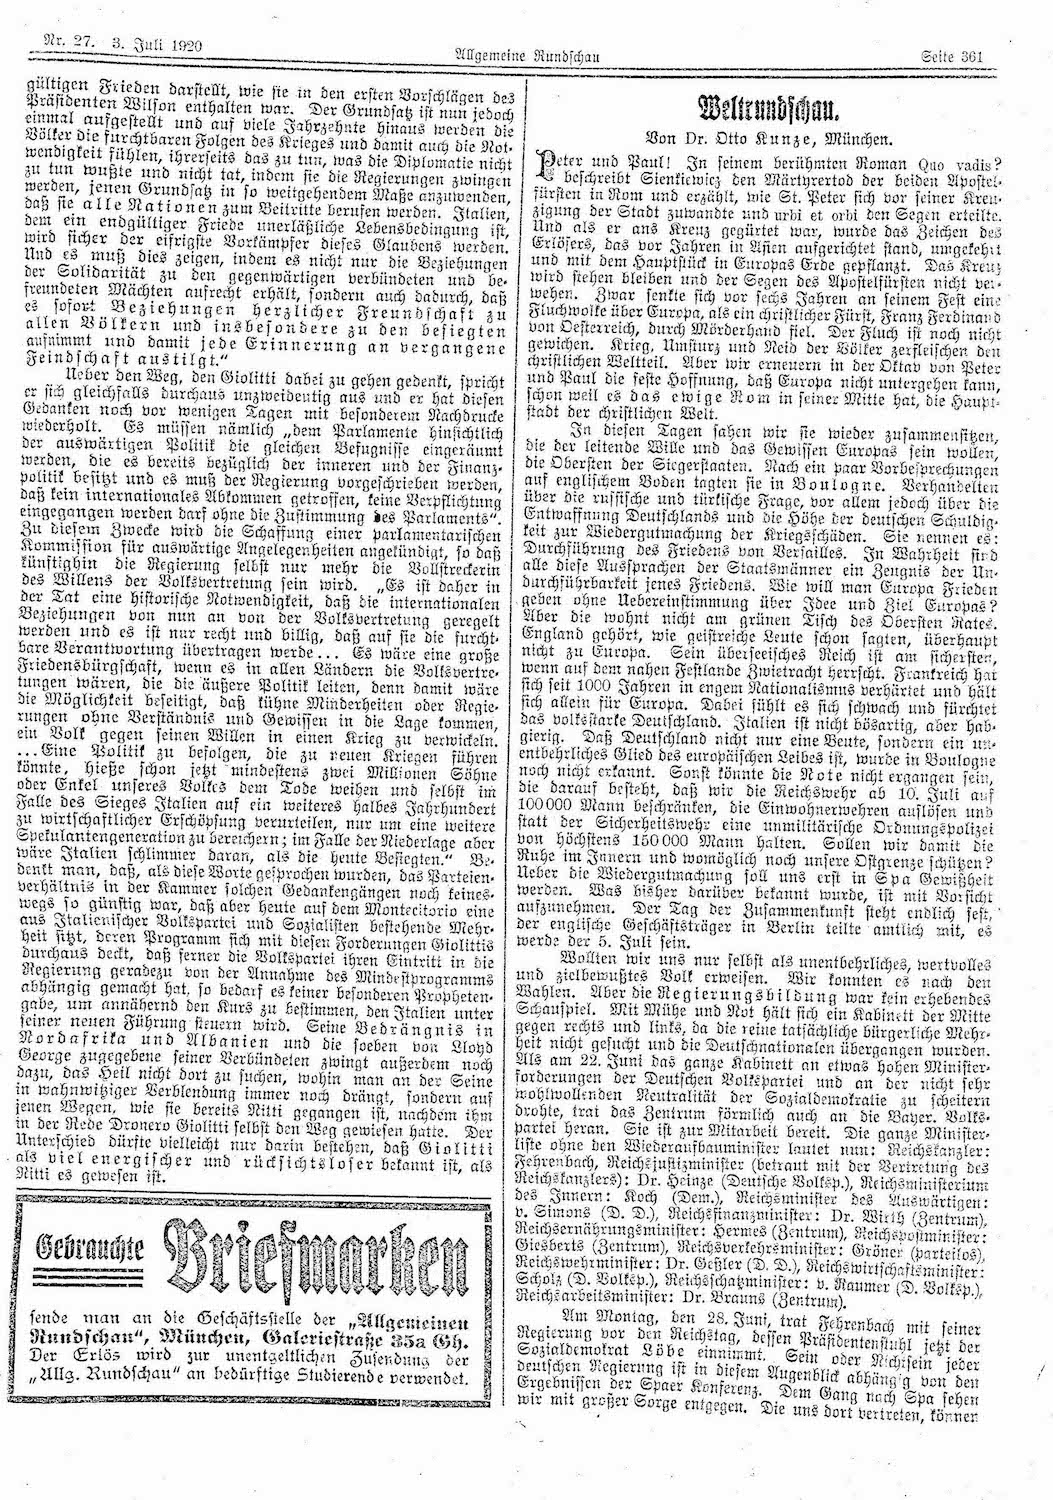 Nr. 27. 3. Juli 1920
Allgemeine Rundschau
Seite 361
gültigen Frieden darstellt, wie sie in den ersten Vorschlägen des
Präsidenten Wilson enthalten war. Der Grundsatz ist nun jedoch
einmal aufgestellt und auf viele Jahrzehnte hinaus werden die
Völker die furchtbaren Folgen des Krieges und damit auch die Not-
wendigkeit fühlen, ihrerseits das zu tun, was die Diplomatie nicht
zu tun wußte und nicht tat, indem sie die Regierungen zwingen
werden, jenen Grundsatz in so weitgehendem Maße anzuwenden,
daß sie alle Nationen zum Beitritte berufen werden. Italien,
dem ein endgültiger Friede unerläßliche Lebensbedingung ist,
wird sicher der eifrigste Vorkämpfer dieses Glaubens werden.
Und es muß dies zeigen, indem es nicht nur die Beziehungen
der Solidarität zu den gegenwärtigen verbündeten und be-
freundeten Mächten aufrecht erhält, sondern auch dadurch, daß
es sofort Beziehungen herzlicher Freundschaft zu
allen Völkern und insbesondere zu den besiegten
aufnimmt und damit jede Erinnerung an vergangene
Feindschaft austilgt.“
Ueber den Weg, den Giolitti dabei zu gehen gedenkt, spricht
er sich gleichfalls durchaus unzweideutig aus und er hat diesen
Gedanken noch vor wenigen Tagen mit besonderem Nachdrucke
wiederholt. Es müssen nämlich „dem Parlamente hinsichtlich
der auswärtigen Politik die gleichen Befugnisse eingeräumt
werden, die es bereits bezüglich der inneren und der Finanz-
politik besitzt und es muß der Regierung vorgeschrieben werden,
daß kein internationales Abkommen getroffen, keine Verpflichtung
eingegangen werden darf ohne die Zustimmung des Parlaments“.
Zu diesem Zwecke wird die Schaffung einer parlamentarischen
Kommission für auswärtige Angelegenheiten angekündigt, so daß
künftighin die Regierung selbst nur mehr die Vollstreckerin
des Willens der Volksvertretung sein wird. „Es ist daher in
der Tat eine historische Notwendigkeit, daß die internationalen
Beziehungen von nun an von der Volksvertretung geregelt
werden und es ist nur recht und billig, daß auf sie die furcht-
bare Verantwortung übertragen werde... Es wäre eine große
Friedensbürgschaft, wenn es in allen Ländern die Volksvertre-
tungen wären, die die äußere Politik leiten, denn damit wäre
die Möglichkeit beseitigt, daß kühne Minderheiten oder Regie-
rungen ohne Verständnis und Gewissen in die Lage kommen,
ein Volk gegen seinen Willen in einen Krieg zu verwickeln.
...Eine Politik zu befolgen, die zu neuen Kriegen führen
könnte, hieße schon jetzt mindestens zwei Millionen Söhne
oder Enkel unseres Volkes dem Tode weihen und selbst im
Falle des Sieges Italien auf ein weiteres halbes Jahrhundert
zu wirtschaftlicher Erschöpfung verurteilen, nur um eine weitere
Spekulantengeneration zu bereichern; im Falle der Niederlage aber
wäre Italien schlimmer daran, als die heute Besiegten.“ Be-
denkt man, daß, als diese Worte gesprochen wurden, das Parteien-
verhältnis in der Kammer solchen Gedankengängen noch keines-
wegs so günstig war, daß aber heute auf dem Montecitorio eine
aus Italienischer Volkspartei und Sozialisten bestehende Mehr-
heit sitzt, deren Programm sich mit diesen Forderungen Giolittis
durchaus deckt, daß ferner die Volkspartei ihren Eintritt in die
Regierung geradezu von der Annahme des Mindestprogramms
abhängig gemacht hat, so bedarf es keiner besonderen Propheten-
gabe, um annähernd den Kurs zu bestimmen, den Italien unter
seiner neuen Führung steuern wird. Seine Bedrängnis in
Nordafrika und Albanien und die soeben von Lloyd
George zugegebene seiner Verbündeten zwingt außerdem noch
dazu, das Heil nicht dort zu suchen, wohin man an der Seine
in wahnwitziger Verblendung immer noch drängt, sondern auf
jenen Wegen, wie sie bereits Nitti gegangen ist, nachdem ihm
in der Rede Dronero Giolitti selbst den Weg gewiesen hatte. Der
Unterschied dürfte vielleicht nur darin bestehen, daß Giolitti
als viel energischer und rücksichtsloser bekannt ist, als
Nitti es gewesen ist.
Gebrauchte Briefmarken
sende man an die Geschäftsstelle der „Allgemeinen
Rundschau“, München, Galeriestraße 35a Gh.
Der Erlös wird zur unentgeltlichen Zusendung der
„Allg. Rundschau“ an bedürftige Studierende verwendet.
Weltrundschau.
Von Dr. Otto Kunze, München.
Peter und Paul! In seinem berühmten Roman Quo vadis?
beschreibt Sienkiewicz den Märtyrertod der beiden Apostel-
fürsten in Rom und erzählt, wie St. Peter sich vor seiner Kreu-
zigung der Stadt zuwandte und urbi et orbi den Segen erteilte.
Und als er ans Kreuz gegürtet war, wurde das Zeichen des
Erlösers, das vor Jahren in Asien aufgerichtet stand, umgekehrt
und mit dem Hauptstück in Europas Erde gepflanzt. Das Kreuz
wird stehen bleiben und der Segen des Apostelfürsten nicht ver-
wehen. Zwar senkte sich vor sechs Jahren an seinem Fest eine
Fluchwolke über Europa, als ein christlicher Fürst, Franz Ferdinand
von Oesterreich, durch Mörderhand fiel. Der Fluch ist noch nicht
gewichen. Krieg, Umsturz und Neid der Völker zerfleischen den
christlichen Weltteil. Aber wir erneuern in der Oktav von Peter
und Paul die feste Hoffnung, daß Europa nicht untergehen kann,
schon weil es das ewige Rom in seiner Mitte hat, die Haupt-
stadt der christlichen Welt.
In diesen Tagen sahen wir sie wieder zusammensitzen,
die der leitende Wille und das Gewissen Europas sein wollen,
die Obersten der Siegerstaaten. Nach ein paar Vorbesprechungen
auf englischem Boden tagten sie in Boulogne. Verhandelten
über die russische und türkische Frage, vor allem jedoch über die
Entwaffnung Deutschlands und die Höhe der deutschen Schuldig-
keit zur Wiedergutmachung der Kriegsschäden. Sie nennen es:
Durchführung des Friedens von Versailles. In Wahrheit sind
alle diese Aussprachen der Staatsmänner ein Zeugnis der Un-
durchführbarkeit jenes Friedens. Wie will man Europa Frieden
geben ohne Uebereinstimmung über Idee und Ziel Europas?
Aber die wohnt nicht am grünen Tisch des Obersten Rates.
England gehört, wie geistreiche Leute schon sagten, überhaupt
nicht zu Europa. Sein überseeisches Reich ist am sichersten,
wenn auf dem nahen Festlande Zwietracht herrscht. Frankreich hat
sich seit 1000 Jahren in engem Nationalismus verhärtet und hält
sich allein für Europa. Dabei fühlt es sich schwach und fürchtet
das volksstarke Deutschland. Italien ist nicht bösartig, aber hab-
gierig. Daß Deutschland nicht nur eine Beute, sondern ein un-
entbehrliches Glied des europäischen Leibes ist, wurde in Boulogne
noch nicht erkannt. Sonst könnte die Note nicht ergangen sein,
die darauf besteht, daß wir die Reichswehr ab 10. Juli auf
100000 Mann beschränken, die Einwohnerwehren auslösen und
statt der Sicherheitswehr eine unmilitärische Ordnungspolizei
von höchstens 150000 Mann halten. Sollen wir damit die
Ruhe im Innern und womöglich noch unsere Ostgrenze schützen?
Ueber die Wiedergutmachung soll uns erst in Spa Gewißheit
werden. Was bisher darüber bekannt wurde, ist mit Vorsicht
aufzunehmen. Der Tag der Zusammenkunft steht endlich fest,
der englische Geschäftsträger in Berlin teilte amtlich mit, es
werde der 5. Juli sein.
Wollten wir uns nur selbst als unentbehrliches, wertvolles
und zielbewußtes Volk erweisen. Wir konnten es nach den
Wahlen. Aber die Regierungsbildung war kein erhebendes
Schauspiel. Mit Mühe und Not hält sich ein Kabinett der Mitte
gegen rechts und links, da die reine tatsächliche bürgerliche Mehr-
heit nicht gesucht und die Deutschnationalen übergangen wurden.
Als am 22. Juni das ganze Kabinett an etwas hohen Minister-
forderungen der Deutschen Volkspartei und an der nicht sehr
wohlwollenden Neutralität der Sozialdemokratie zu scheitern
drohte, trat das Zentrum förmlich auch an die Bayer. Volks-
partei heran. Sie ist zur Mitarbeit bereit. Die ganze Minister-
liste ohne den Wiederaufbauminister lautet nun: Reichskanzler:
Fehrenbach, Reichsjustizminister (betraut mit der Vertretung des
Reichskanzlers): Dr. Heinze (Deutsche Volksp.), Reichsministerium
des Innern: Koch (Dem.), Reichsminister des Auswärtigen:
v. Simons (D. D.), Reichsfinanzminister: Dr. Wirth (Zentrum),
Reichsernährungsminister: Hermes (Zentrum), Reichspostminister:
Giesberts (Zentrum), Reichsverkehrsminister: Gröner (parteilos),
Reichswehrminister: Dr. Geßler (D. D.), Reichswirtschaftsminister:
Scholz (D. Volksp.), Reichsschatzminister: v. Raumer (D. Volksp.),
Reichsarbeitsminister: Dr. Brauns (Zentrum).
Am Montag, den 28. Juni, trat Fehrenbach mit seiner
Regierung vor den Reichstag, dessen Präsidentenstuhl jetzt der
Sozialdemokrat Löbe einnimmt. Sein oder Nichtsein jeder
deutschen Regierung ist in diesem Augenblick abhängig von den
Ergebnissen der Spaer Konferenz. Dem Gang nach Spa sehen
wir mit großer Sorge entgegen. Die uns dort vertreten, können